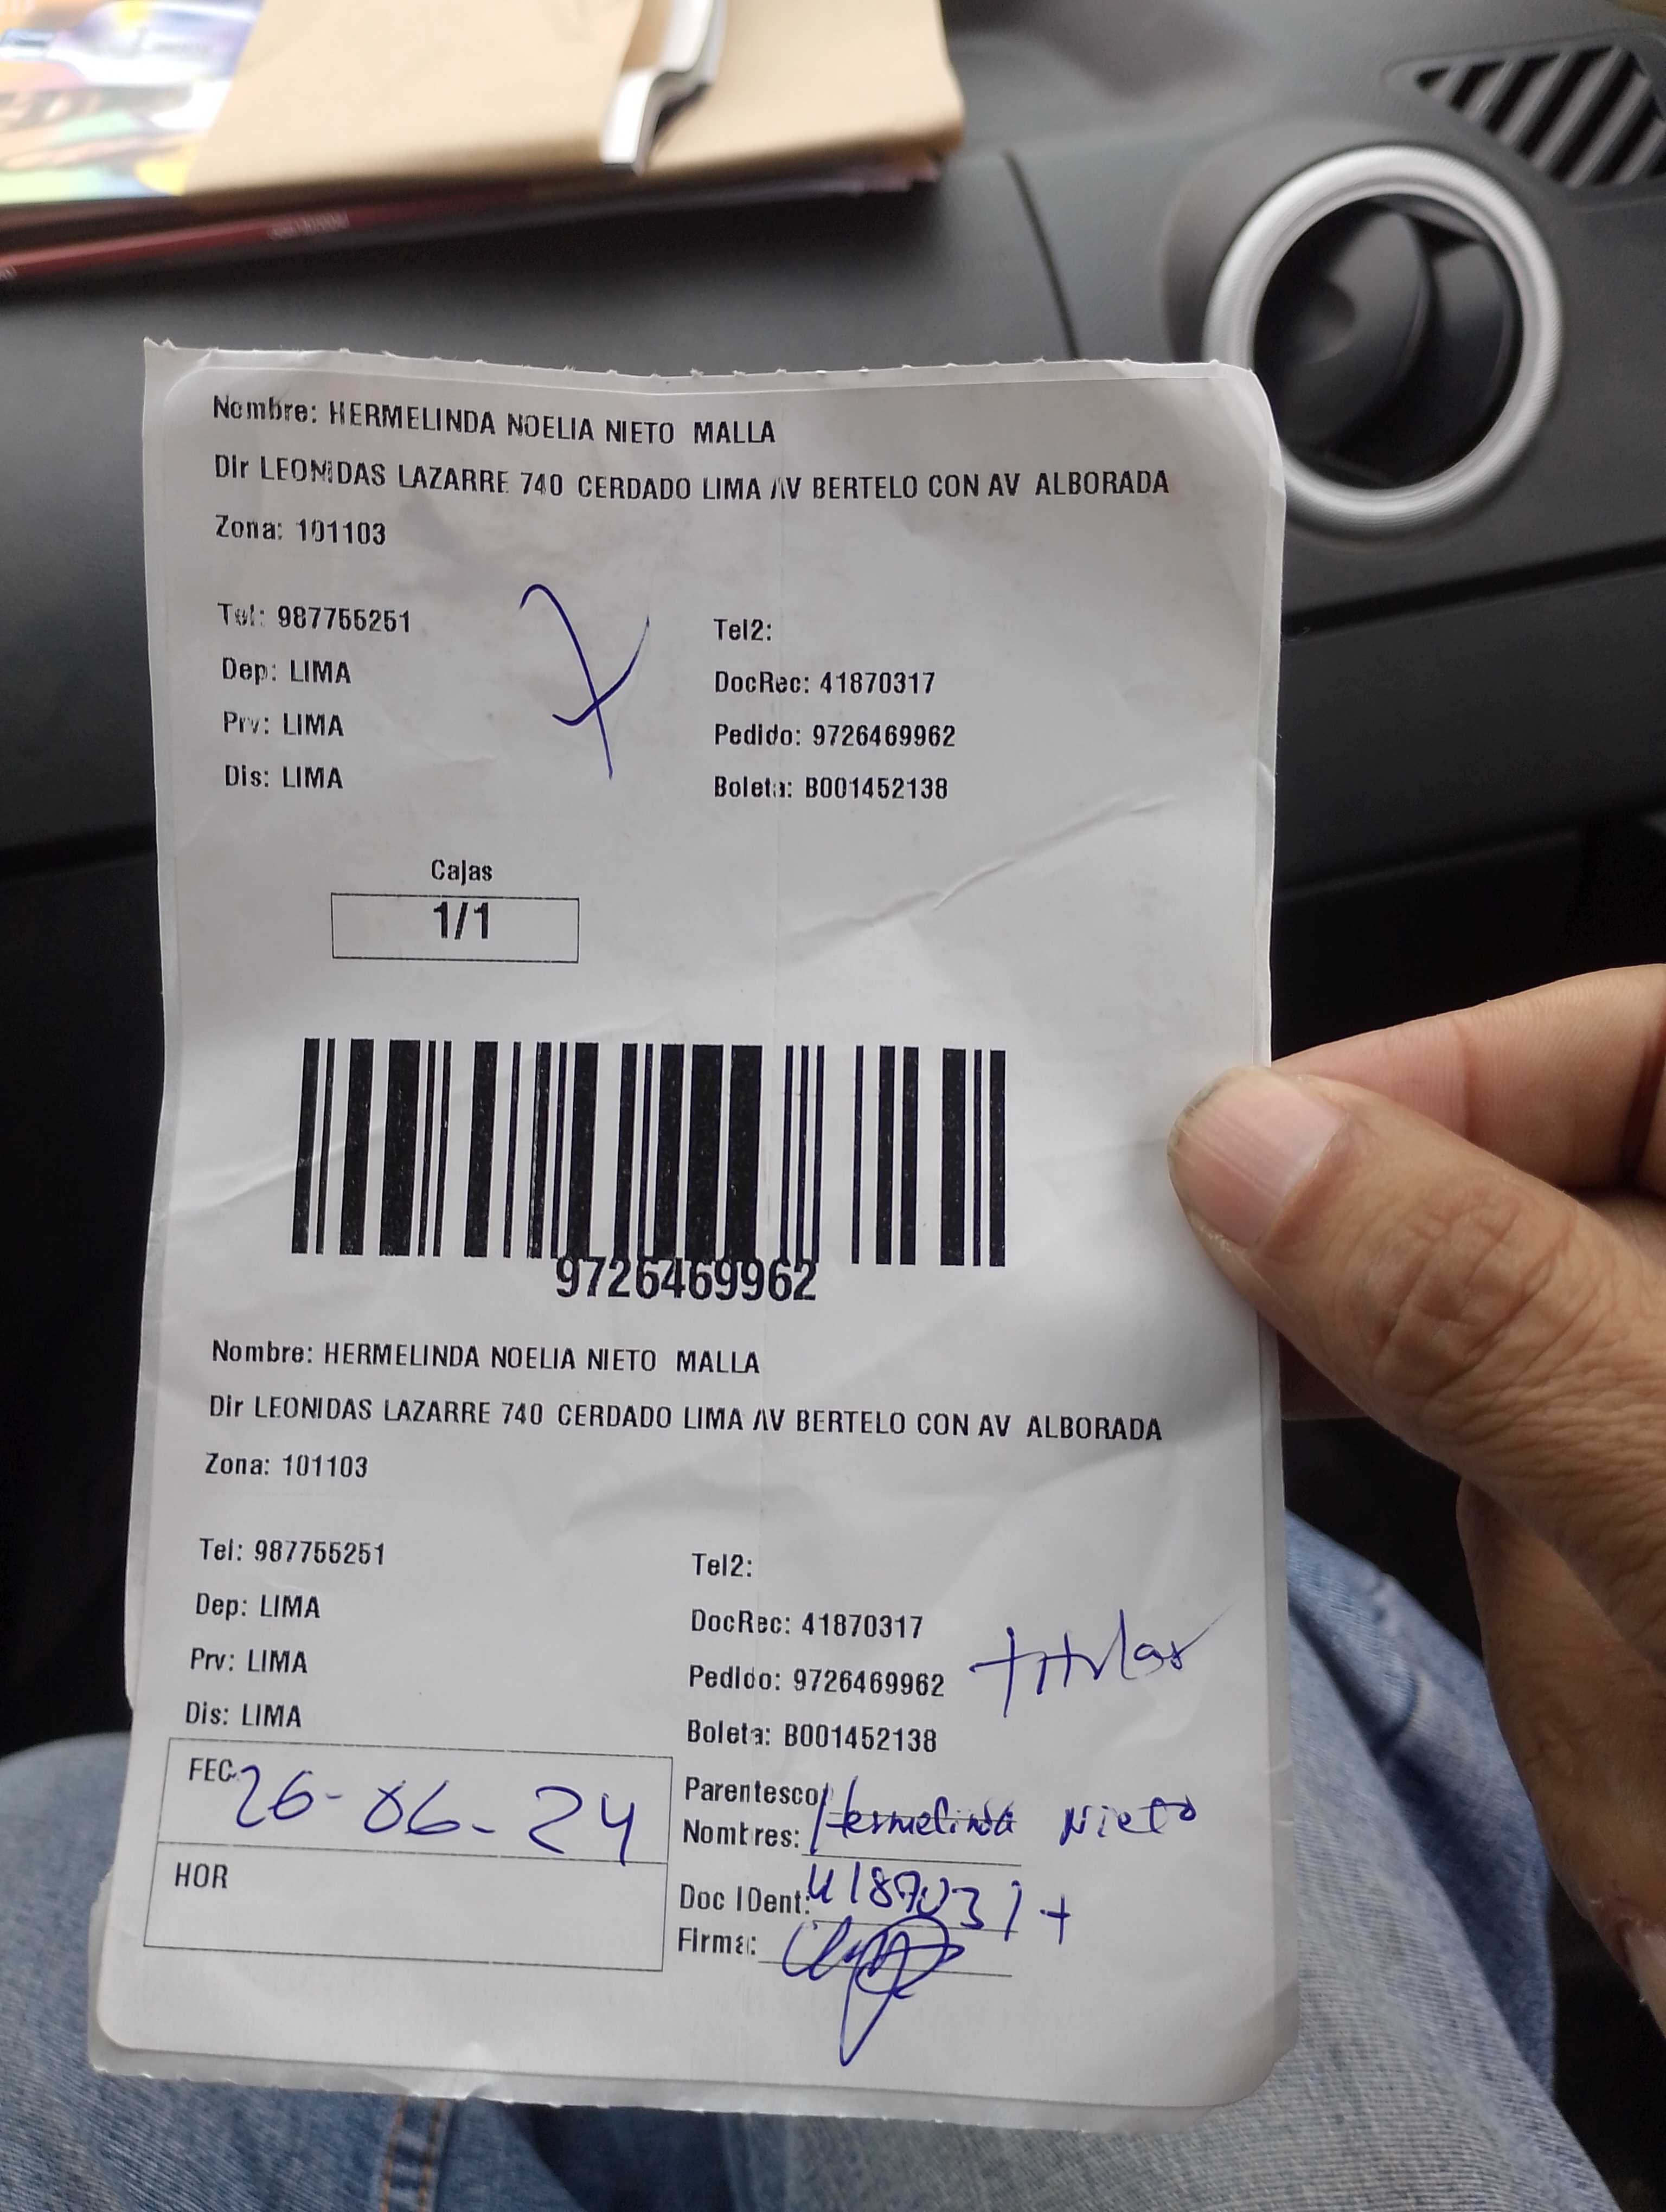 Nombre: HERMELINDA NOELIA NIETO MALLA
Dir LEONIDAS LAZARRE 740 CERDADO LIMA AV BERTELO CON AV ALBORADA
Zona: 101103
Tel: 987755251 Tel2:
Dep: LIMA DocRec: 41870317
Prv: LIMA Pedido: 9726469962
Dis: LIMA Boleta: B001452138
Cajas
1/1
9726469962
Nombre: HERMELINDA NOELIA NIETO MALLA
Dir LEONIDAS LAZARRE 740 CERDADO LIMA AV BERTELO CON AV ALBORADA
Zona: 101103
Tel: 987755251 Tel2:
Dep: LIMA DocRec: 41870317
Prv: LIMA Pedido: 9726469962 titular
Dis: LIMA Boleta: B001452138
FEC 26-06-24 Parentesco/
Nombres: Hermelinda Nieto
HOR Doc IDent: 41870317
Firma: